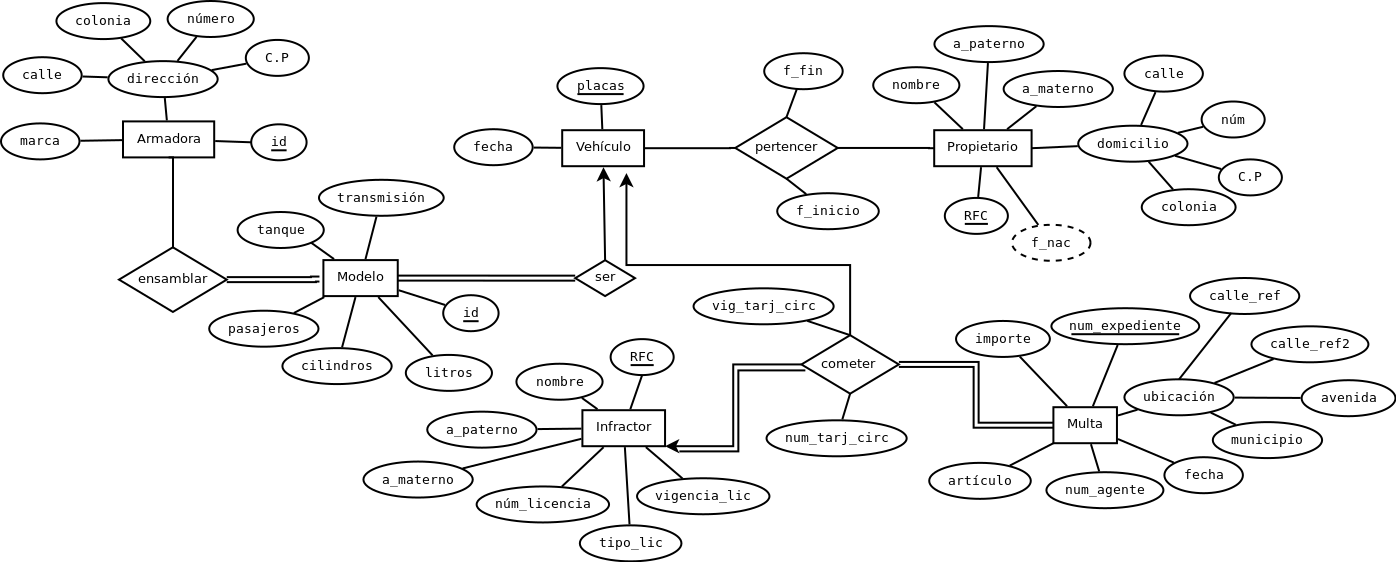 colonia
número
calle
dirección
C.P
marca
Armadora
id
ensamblar
transmisión
tanque
Modelo
pasajeros
cilindros
litros
id
placas
fecha
Vehículo
ser
f_fin
pertencer
f_inicio
a_paterno
nombre
a_materno
Propietario
RFC
f_nac
calle
núm
domicilio
C.P
colonia
vig_tarj_circ
cometer
num_tarj_circ
RFC
nombre
a_paterno
Infractor
a_materno
núm_licencia
vigencia_lic
tipo_lic
importe
num_expediente
calle_ref
calle_ref2
ubicación
avenida
municipio
Multa
artículo
num_agente
fecha